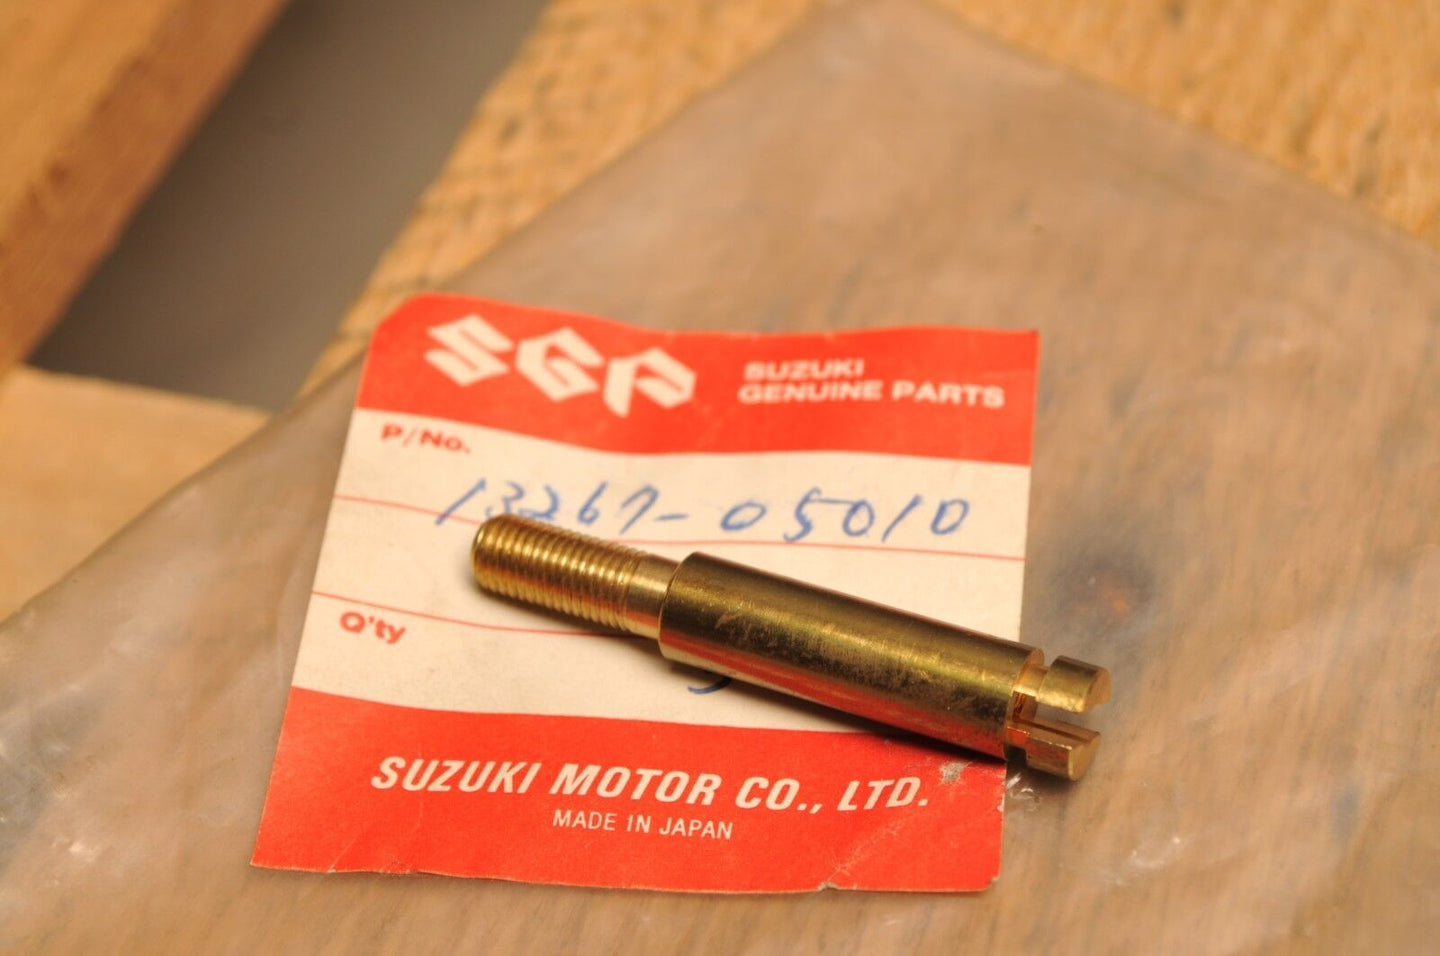 SGP
SUZUKI
GENUINE PARTS
P/No.
13267-05010
Q'ty
SUZUKI MOTOR CO., LTD.
MADE IN JAPAN